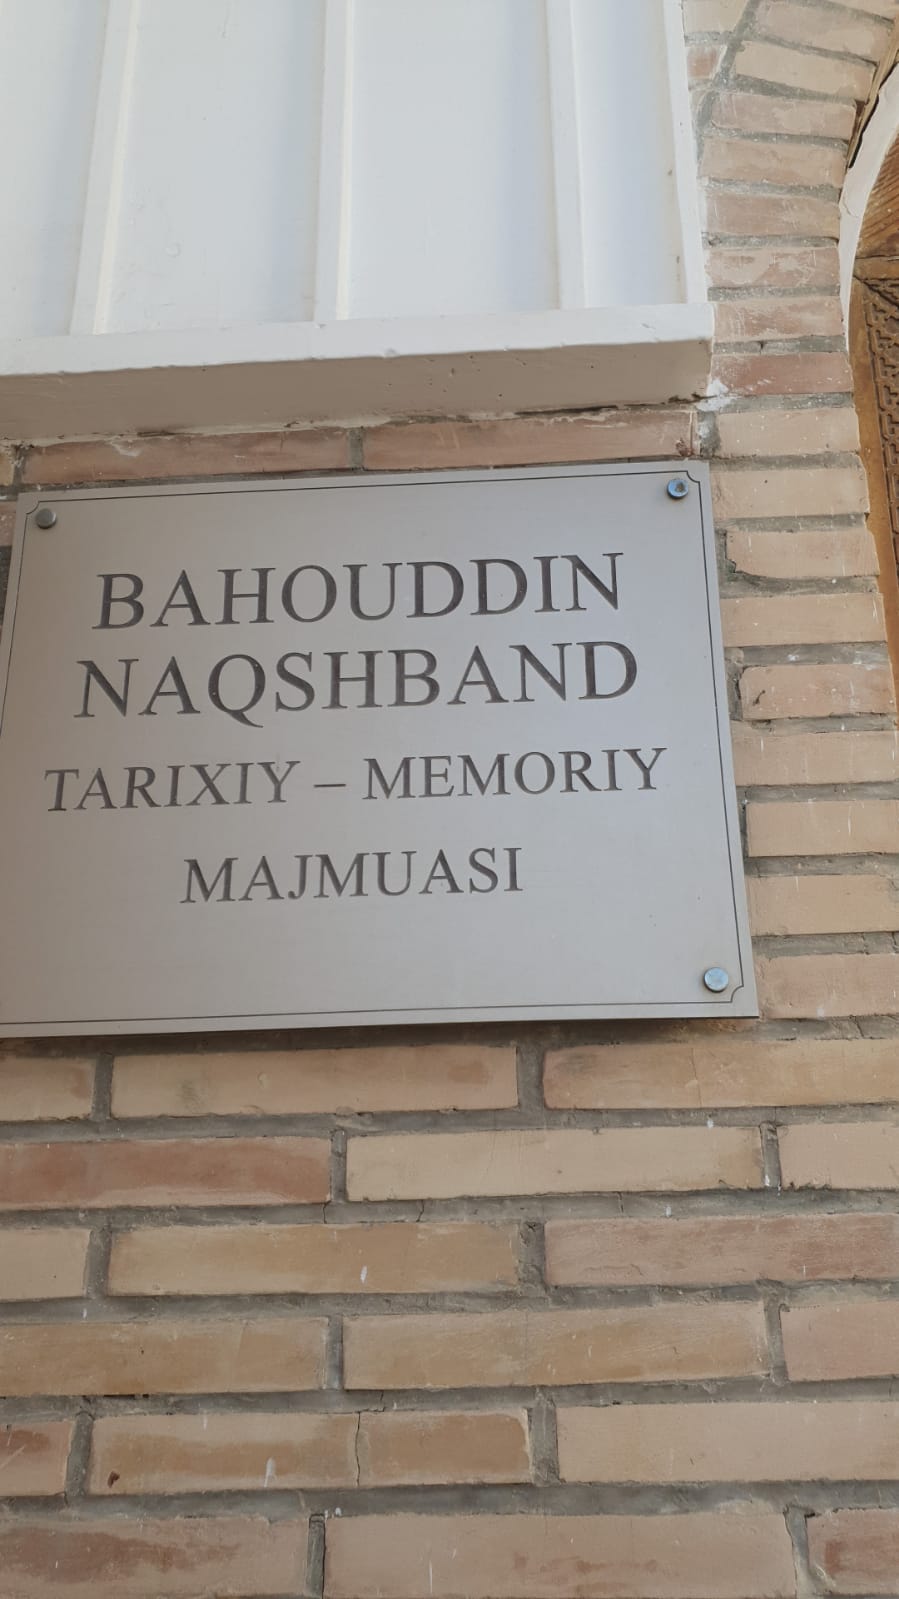 BAHOUDDIN
NAQSHBAND
TARIXIY – MEMORIY
MAJMUASI